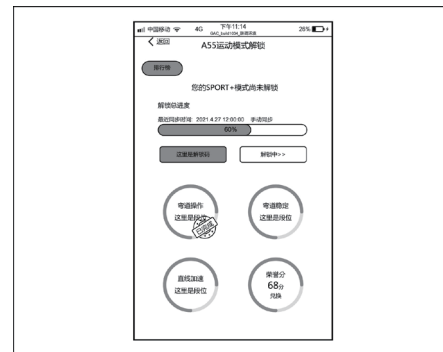 中国移动 4G 下午11:14 26%
返回
A55运动模式解锁
排行榜
您的SPORT+模式尚未解锁
解锁总进度
最近同步时间: 2021.4.27 12:00:00 手动同步
60%
这里是解锁码 解锁中>>
弯道操作 弯道稳定
这里是段位 这里是段位
已完成
直线加速 荣誉分
这里是段位 68分
兑换